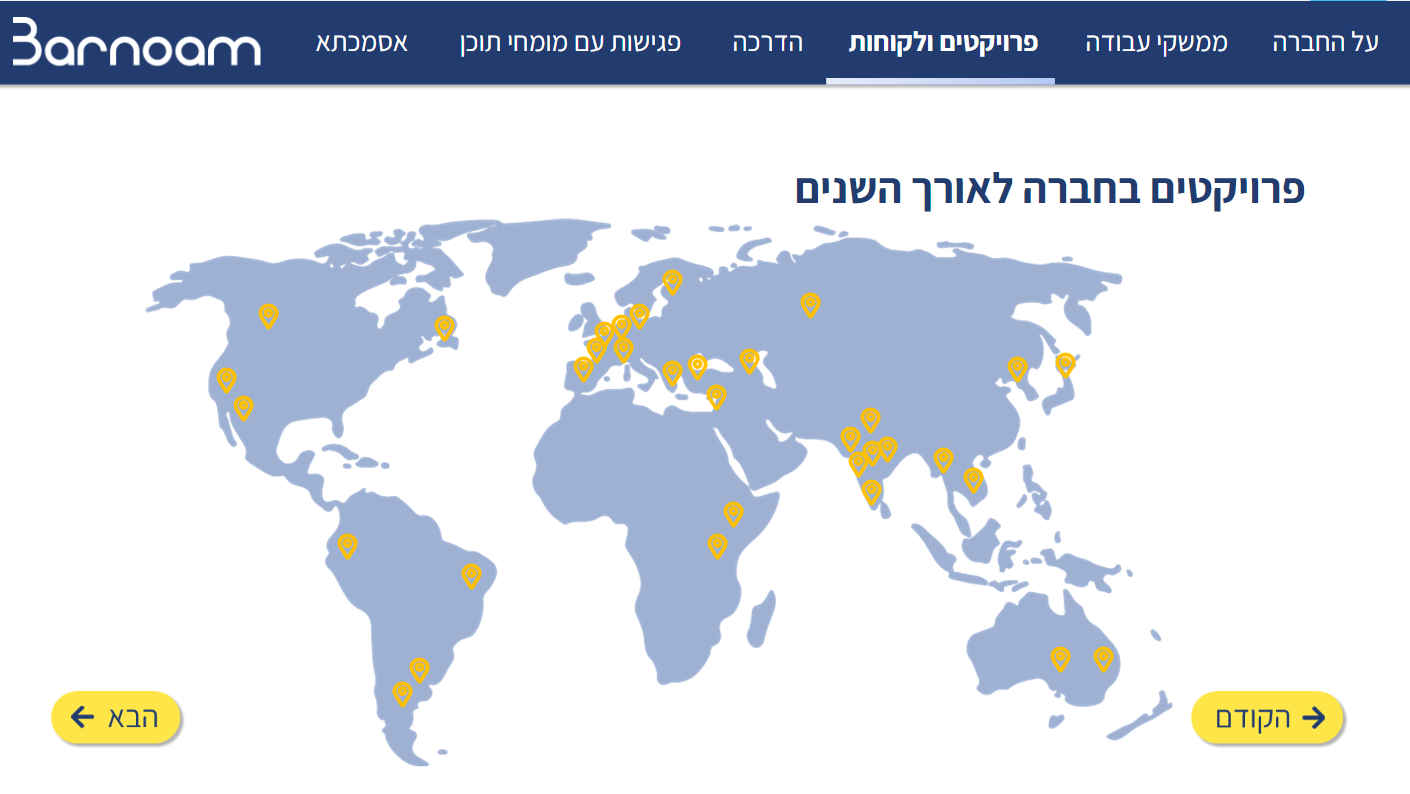 על החברה
ממשקי עבודה
פרויקטים ולקוחות
הדרכה
פגישות עם מומחי תוכן
אסמכתא
Barnoam
פרויקטים בחברה לאורך השנים
הקודם
הבא